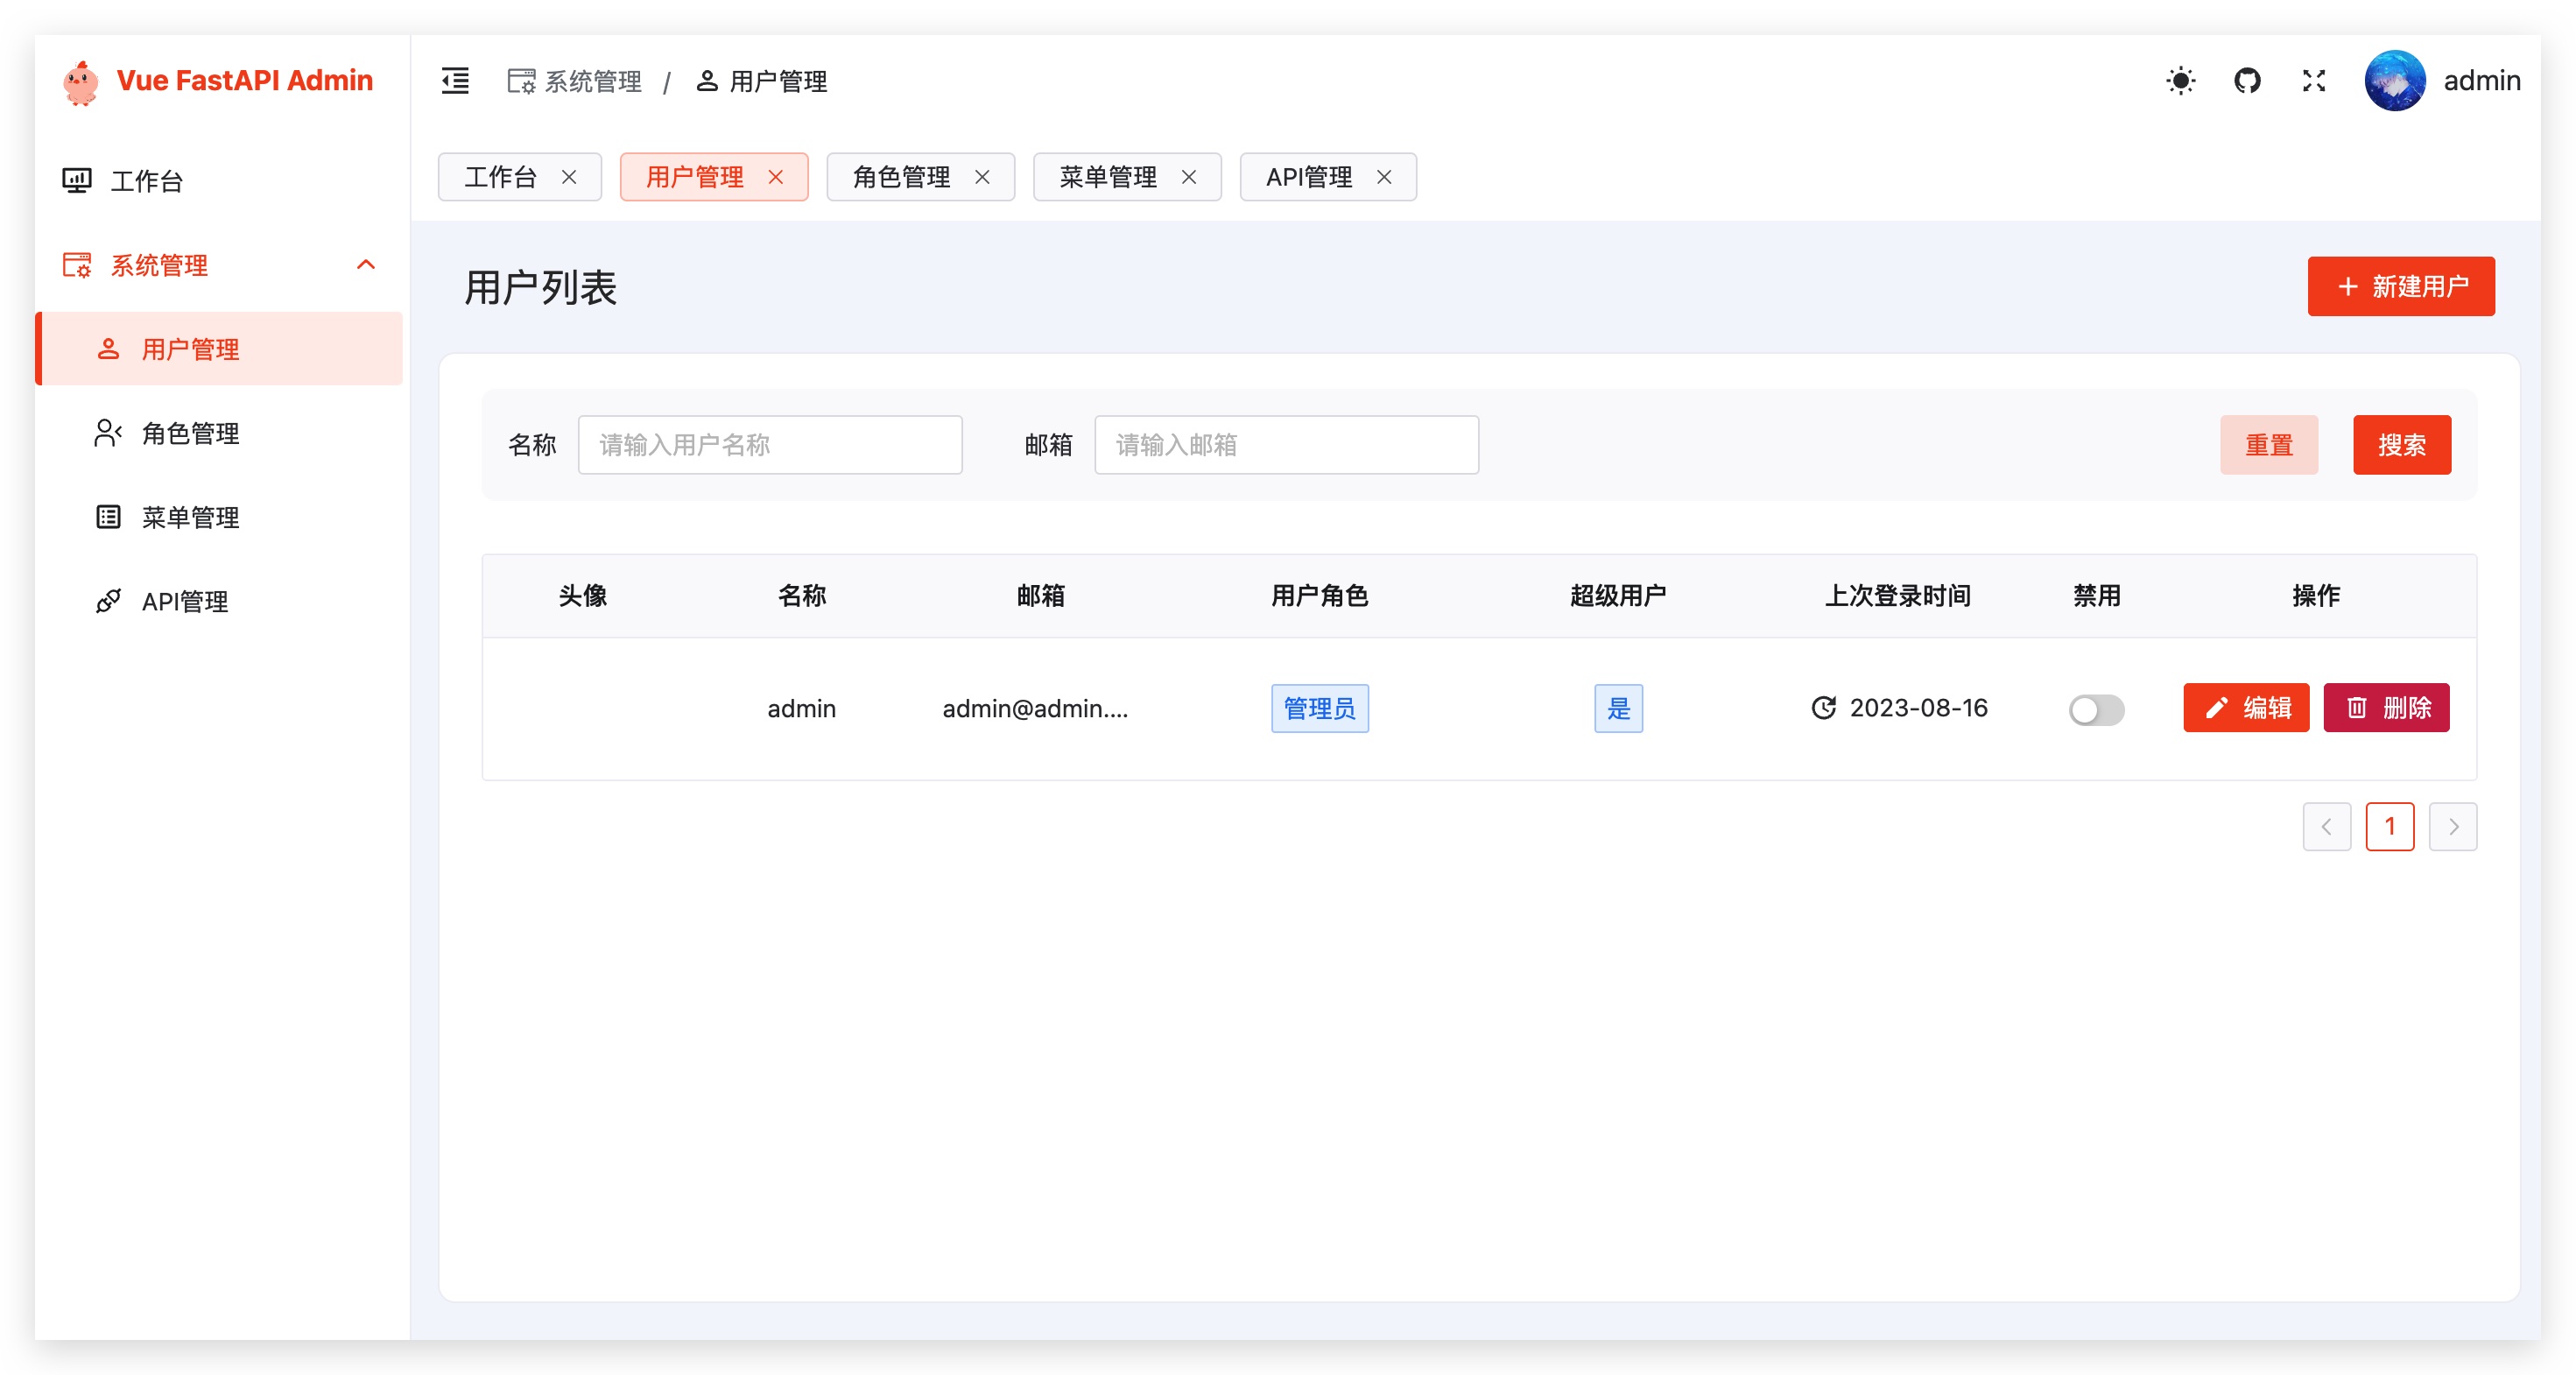 Vue FastAPI Admin
系统管理 / 用户管理
admin
工作台
用户管理
角色管理
菜单管理
API管理
工作台
系统管理
用户管理
角色管理
菜单管理
API管理
用户列表
新建用户
名称 请输入用户名称 邮箱 请输入邮箱 重置 搜索
头像 名称 邮箱 用户角色 超级用户 上次登录时间 禁用 操作
admin admin@admin.... 管理员 是 2023-08-16 编辑 删除
1